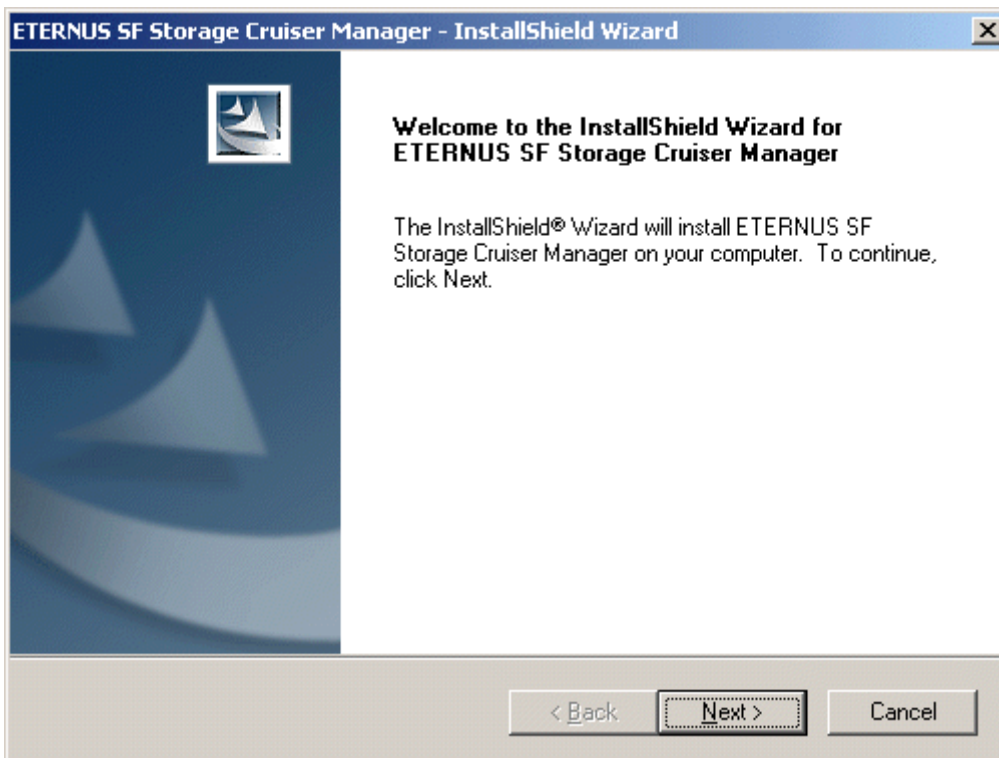 ETERNUS SF Storage Cruiser Manager - InstallShield Wizard
Welcome to the InstallShield Wizard for
ETERNUS SF Storage Cruiser Manager
The InstallShield® Wizard will install ETERNUS SF
Storage Cruiser Manager on your computer. To continue,
click Next.
< Back Next > Cancel